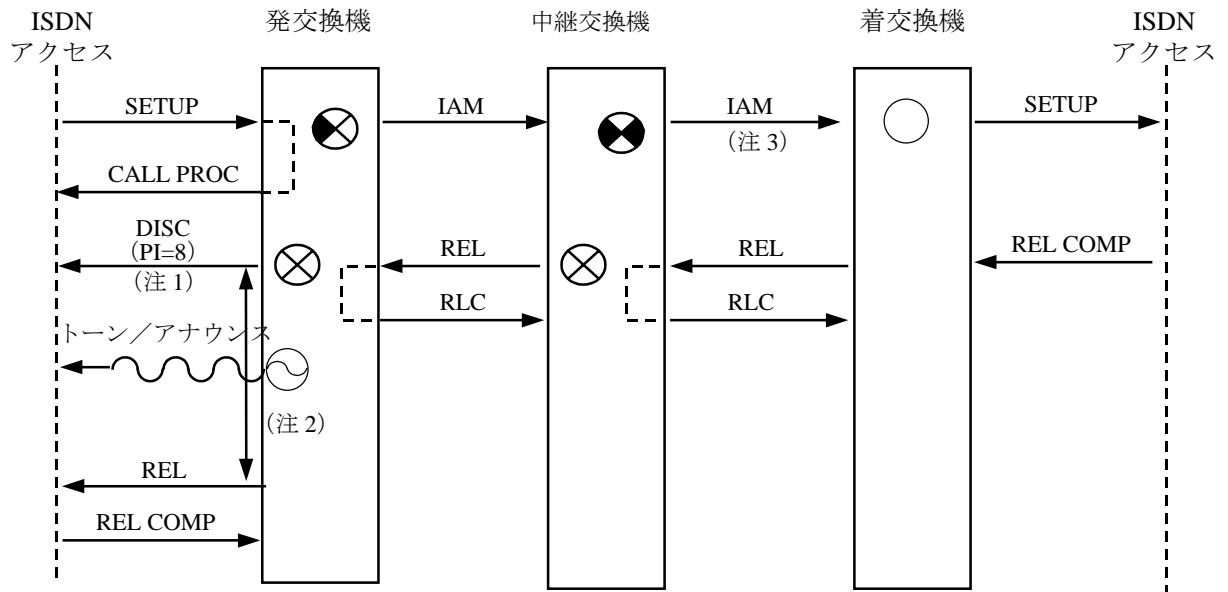 ISDN
アクセス
発交換機
中継交換機
着交換機
ISDN
アクセス
SETUP
IAM
IAM
(注 3)
SETUP
CALL PROC
DISC
(PI=8)
(注 1)
REL
REL
REL COMP
RLC
RLC
トーン／アナウンス
(注 2)
REL
REL COMP